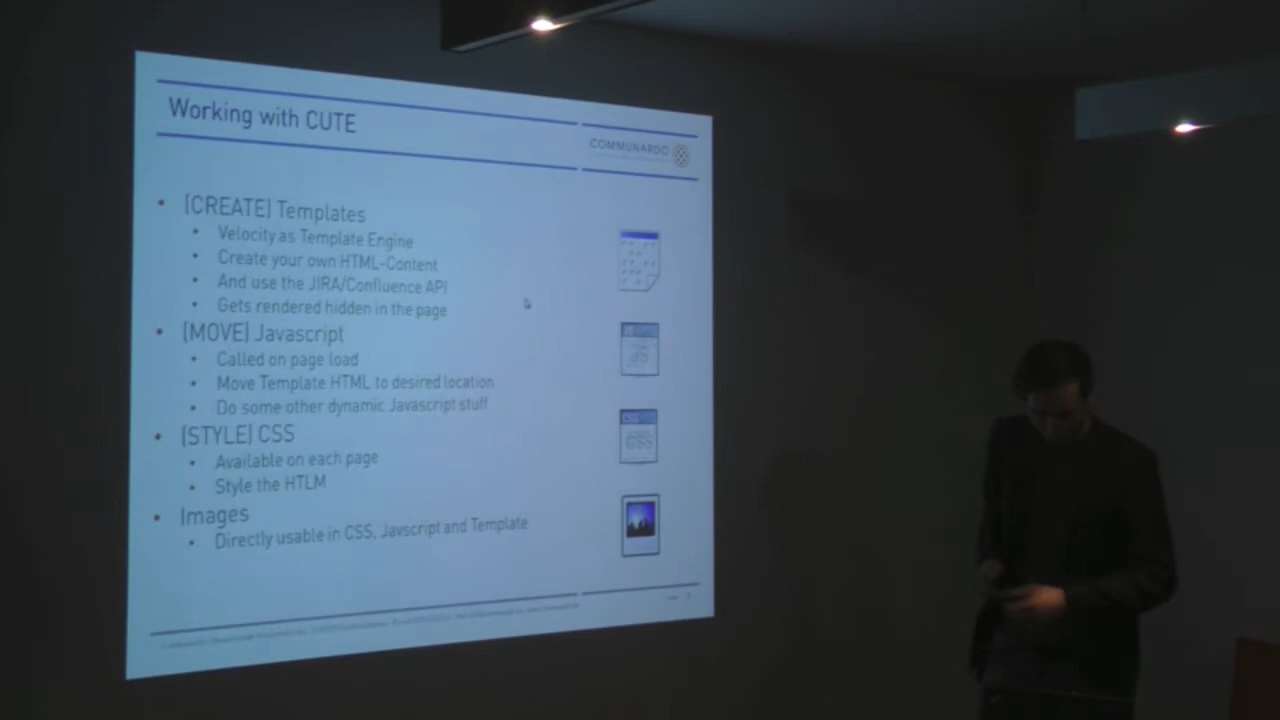 Working with CUTE
COMMUNARDO
• (CREATE) Templates
• Velocity as Template Engine
• Create your own HTML-Content
• And use the JIRA/Confluence API
• Gets rendered hidden in the page
• (MOVE) Javascript
• Called on page load
• Move Template HTML to desired location
• Do some other dynamic Javascript stuff
• (STYLE) CSS
• Available on each page
• Style the HTLM
• Images
• Directly usable in CSS, Javscript and Template
CSS